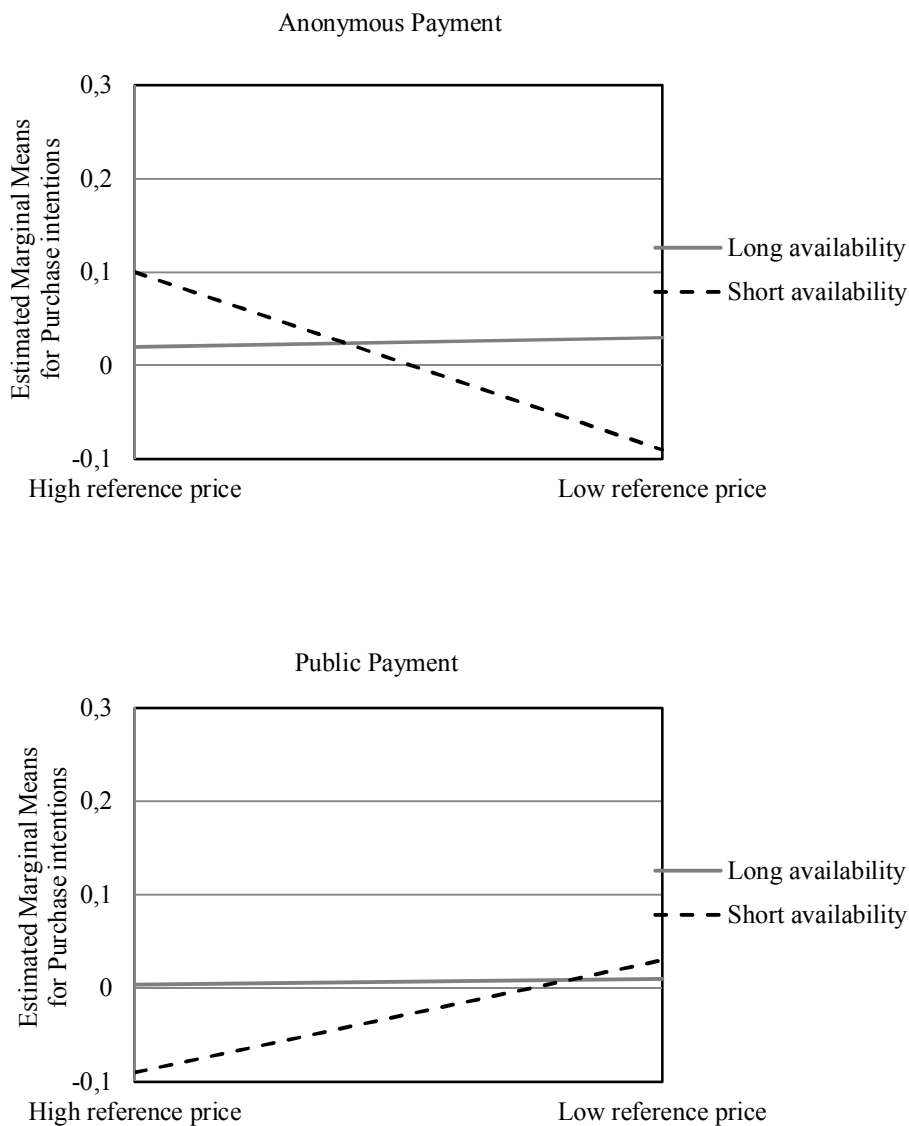 Anonymous Payment
Estimated Marginal Means
for Purchase intentions
0,3
0,2
0,1
0
-0,1
High reference price
Low reference price
Long availability
Short availability
Public Payment
Estimated Marginal Means
for Purchase intentions
0,3
0,2
0,1
0
-0,1
High reference price
Low reference price
Long availability
Short availability